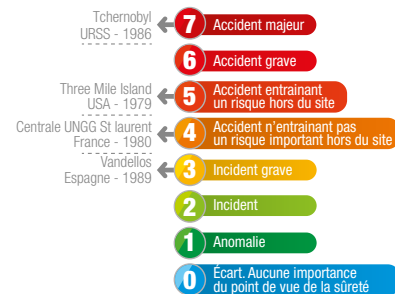 Tchernobyl
URSS - 1986
7 Accident majeur
6 Accident grave
Three Mile Island
USA - 1979
5 Accident entrainant
un risque hors du site
Centrale UNGG St laurent
France - 1980
4 Accident n'entrainant pas
un risque important hors du site
Vandellos
Espagne - 1989
3 Incident grave
2 Incident
1 Anomalie
0 Écart. Aucune importance
du point de vue de la sûreté